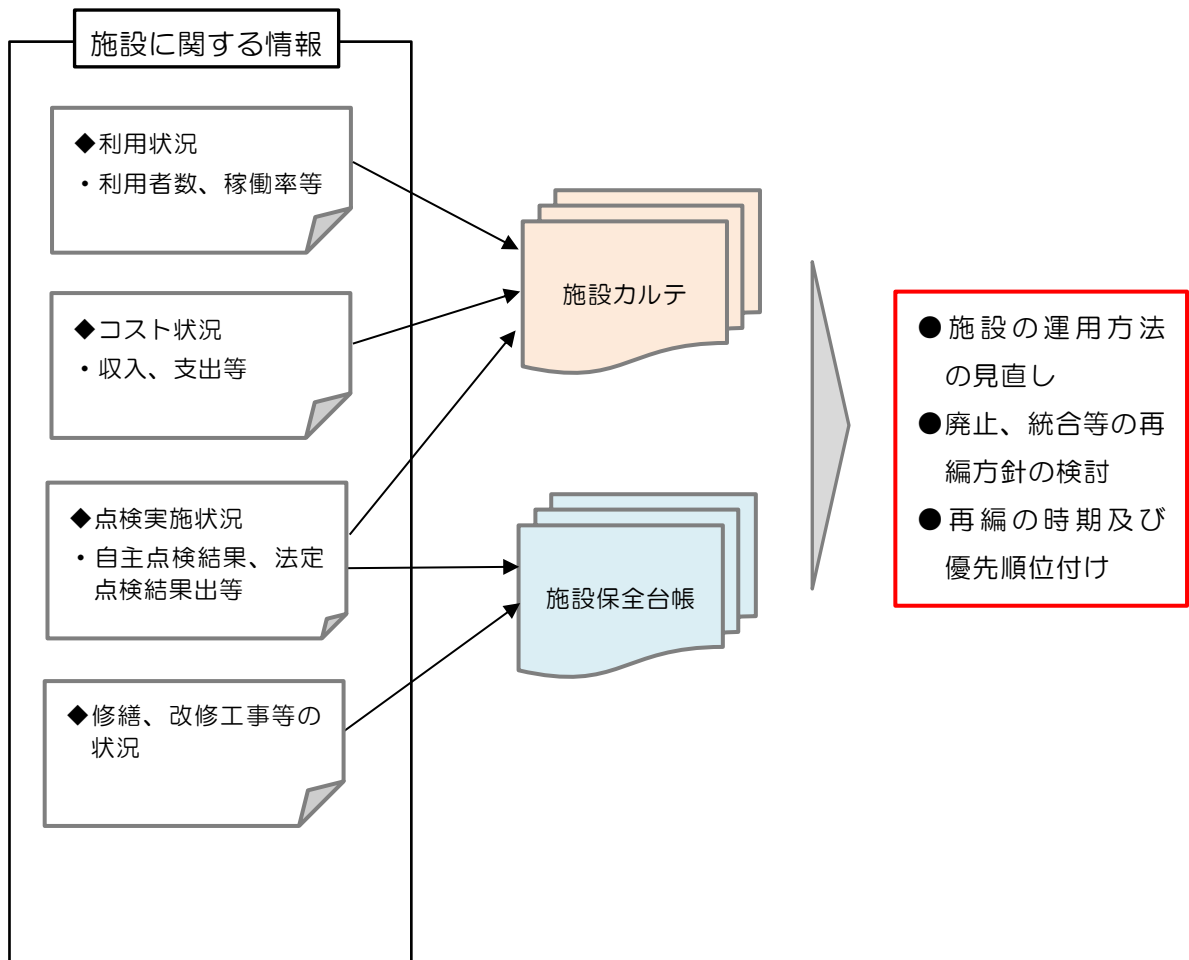 施設に関する情報
◆利用状況
・利用者数、稼働率等
◆コスト状況
・収入、支出等
◆点検実施状況
・自主点検結果、法定
点検結果出等
◆修繕、改修工事等の
状況
施設カルテ
施設保全台帳
●施設の運用方法
の見直し
●廃止、統合等の再
編方針の検討
●再編の時期及び
優先順位付け